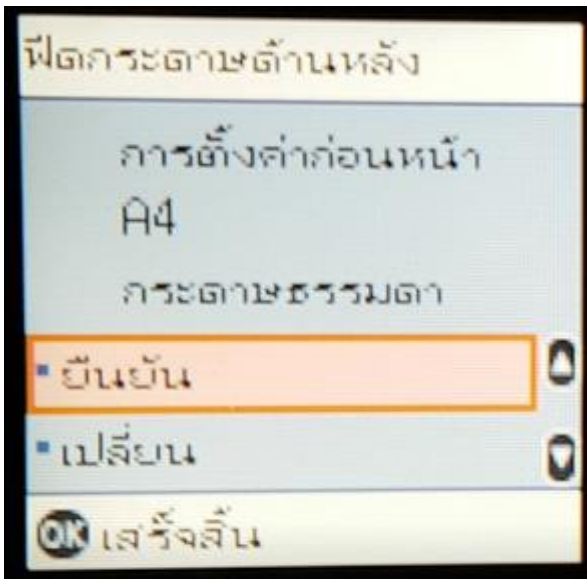 ฟีดกระดาษด้านหลัง
การตั้งค่าก่อนหน้า
A4
กระดาษธรรมดา
ยืนยัน
เปลี่ยน
OK เสร็จสิ้น